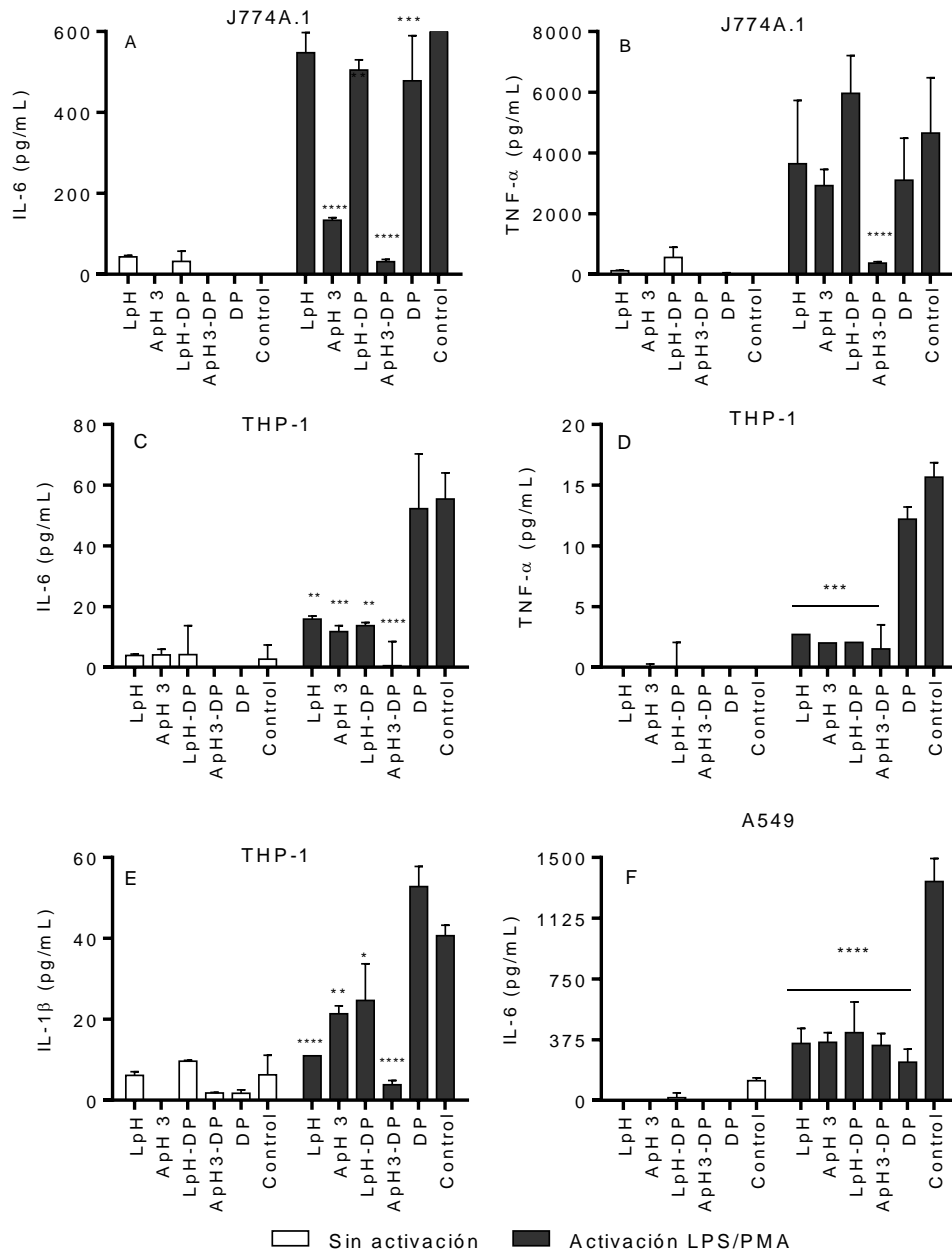 J774A.1
A
IL-6 (pg/mL)
600
400
200
0
***
**
****
****
LpH
ApH 3
LpH-DP
ApH3-DP
DP
Control
LpH
ApH 3
LpH-DP
ApH3-DP
DP
Control
J774A.1
B
TNF-α (pg/mL)
8000
6000
4000
2000
0
****
LpH
ApH 3
LpH-DP
ApH3-DP
DP
Control
LpH
ApH 3
LpH-DP
ApH3-DP
DP
Control
THP-1
C
IL-6 (pg/mL)
80
60
40
20
0
**
***
**
****
LpH
ApH 3
LpH-DP
ApH3-DP
DP
Control
LpH
ApH 3
LpH-DP
ApH3-DP
DP
Control
THP-1
D
TNF-α (pg/mL)
20
15
10
5
0
***
LpH
ApH 3
LpH-DP
ApH3-DP
DP
Control
LpH
ApH 3
LpH-DP
ApH3-DP
DP
Control
THP-1
E
IL-1β (pg/mL)
60
40
20
0
****
**
*
****
LpH
ApH 3
LpH-DP
ApH3-DP
DP
Control
LpH
ApH 3
LpH-DP
ApH3-DP
DP
Control
A549
F
IL-6 (pg/mL)
1500
1125
750
375
0
****
LpH
ApH 3
LpH-DP
ApH3-DP
DP
Control
LpH
ApH 3
LpH-DP
ApH3-DP
DP
Control
Sin activación
Activación LPS/PMA